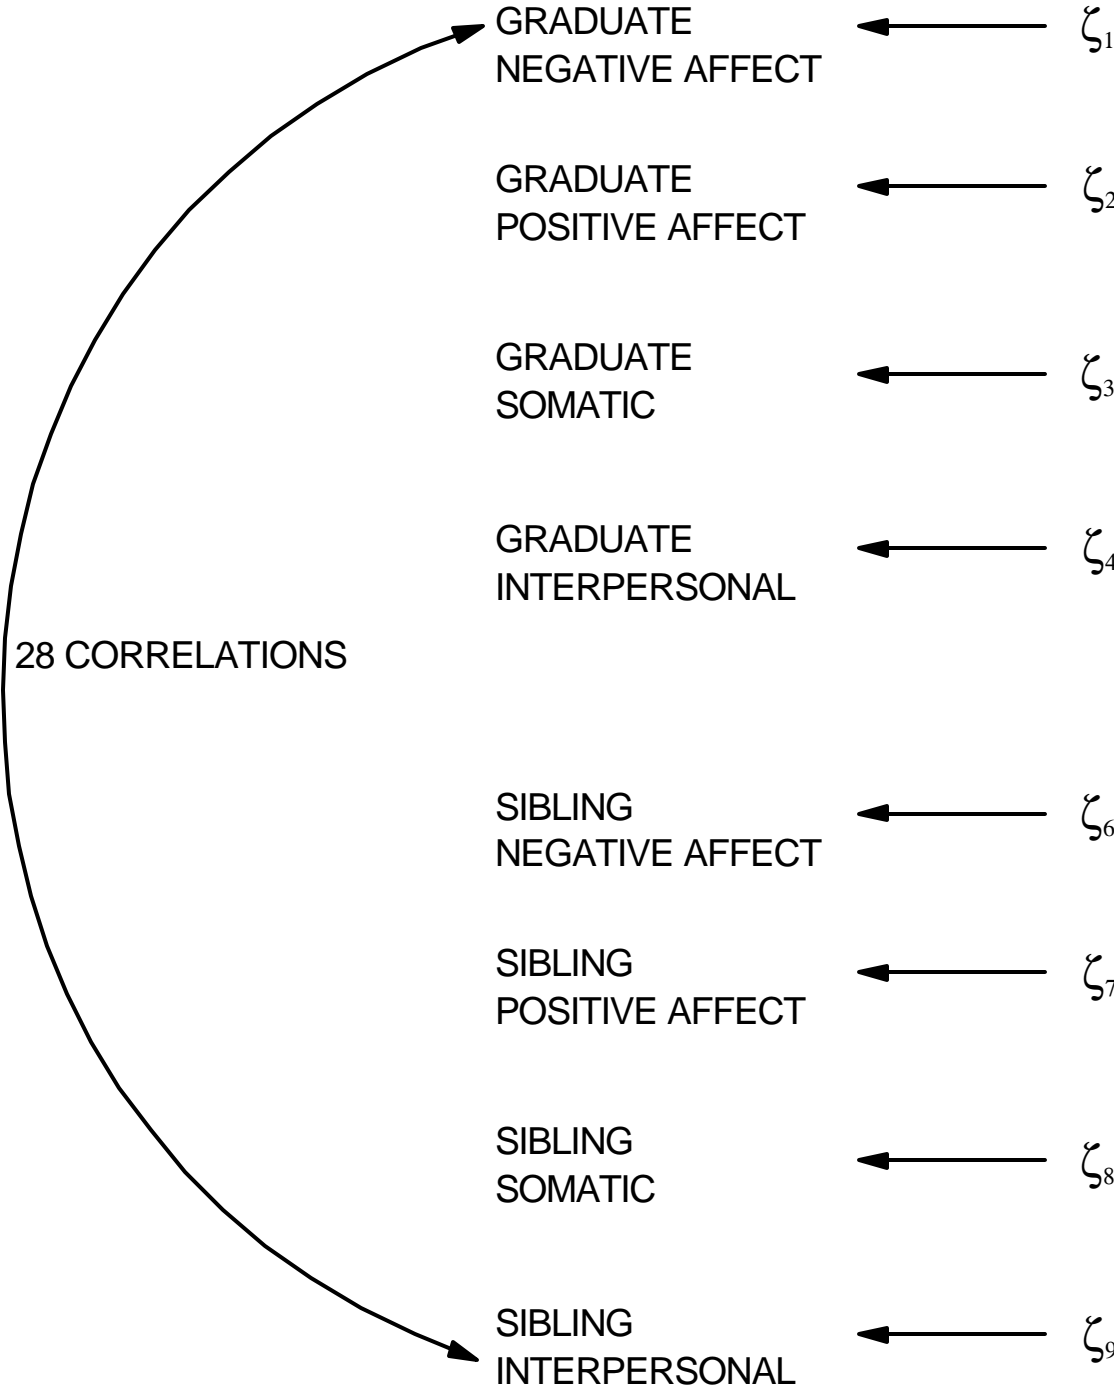 GRADUATE
NEGATIVE AFFECT
ζ1
GRADUATE
POSITIVE AFFECT
ζ2
GRADUATE
SOMATIC
ζ3
GRADUATE
INTERPERSONAL
ζ4
28 CORRELATIONS
SIBLING
NEGATIVE AFFECT
ζ6
SIBLING
POSITIVE AFFECT
ζ7
SIBLING
SOMATIC
ζ8
SIBLING
INTERPERSONAL
ζ9